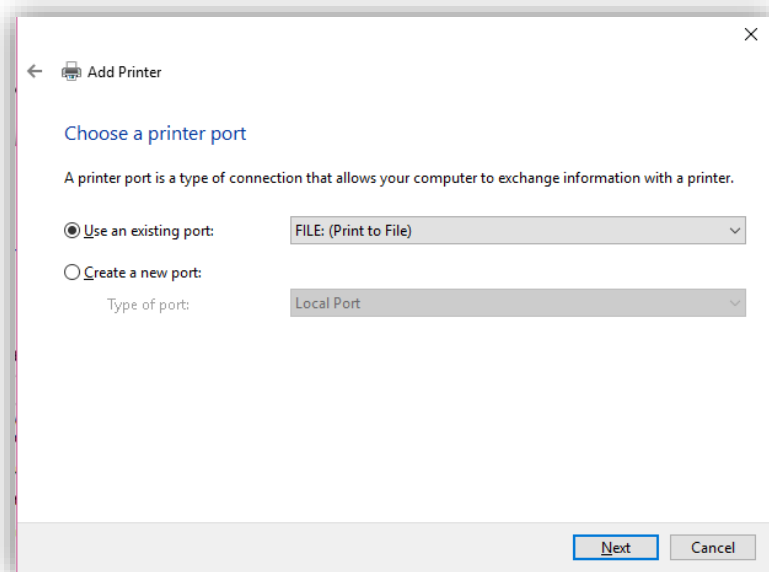 Add Printer
Choose a printer port
A printer port is a type of connection that allows your computer to exchange information with a printer.
Use an existing port: FILE: (Print to File)
Create a new port:
Type of port: Local Port
Next Cancel